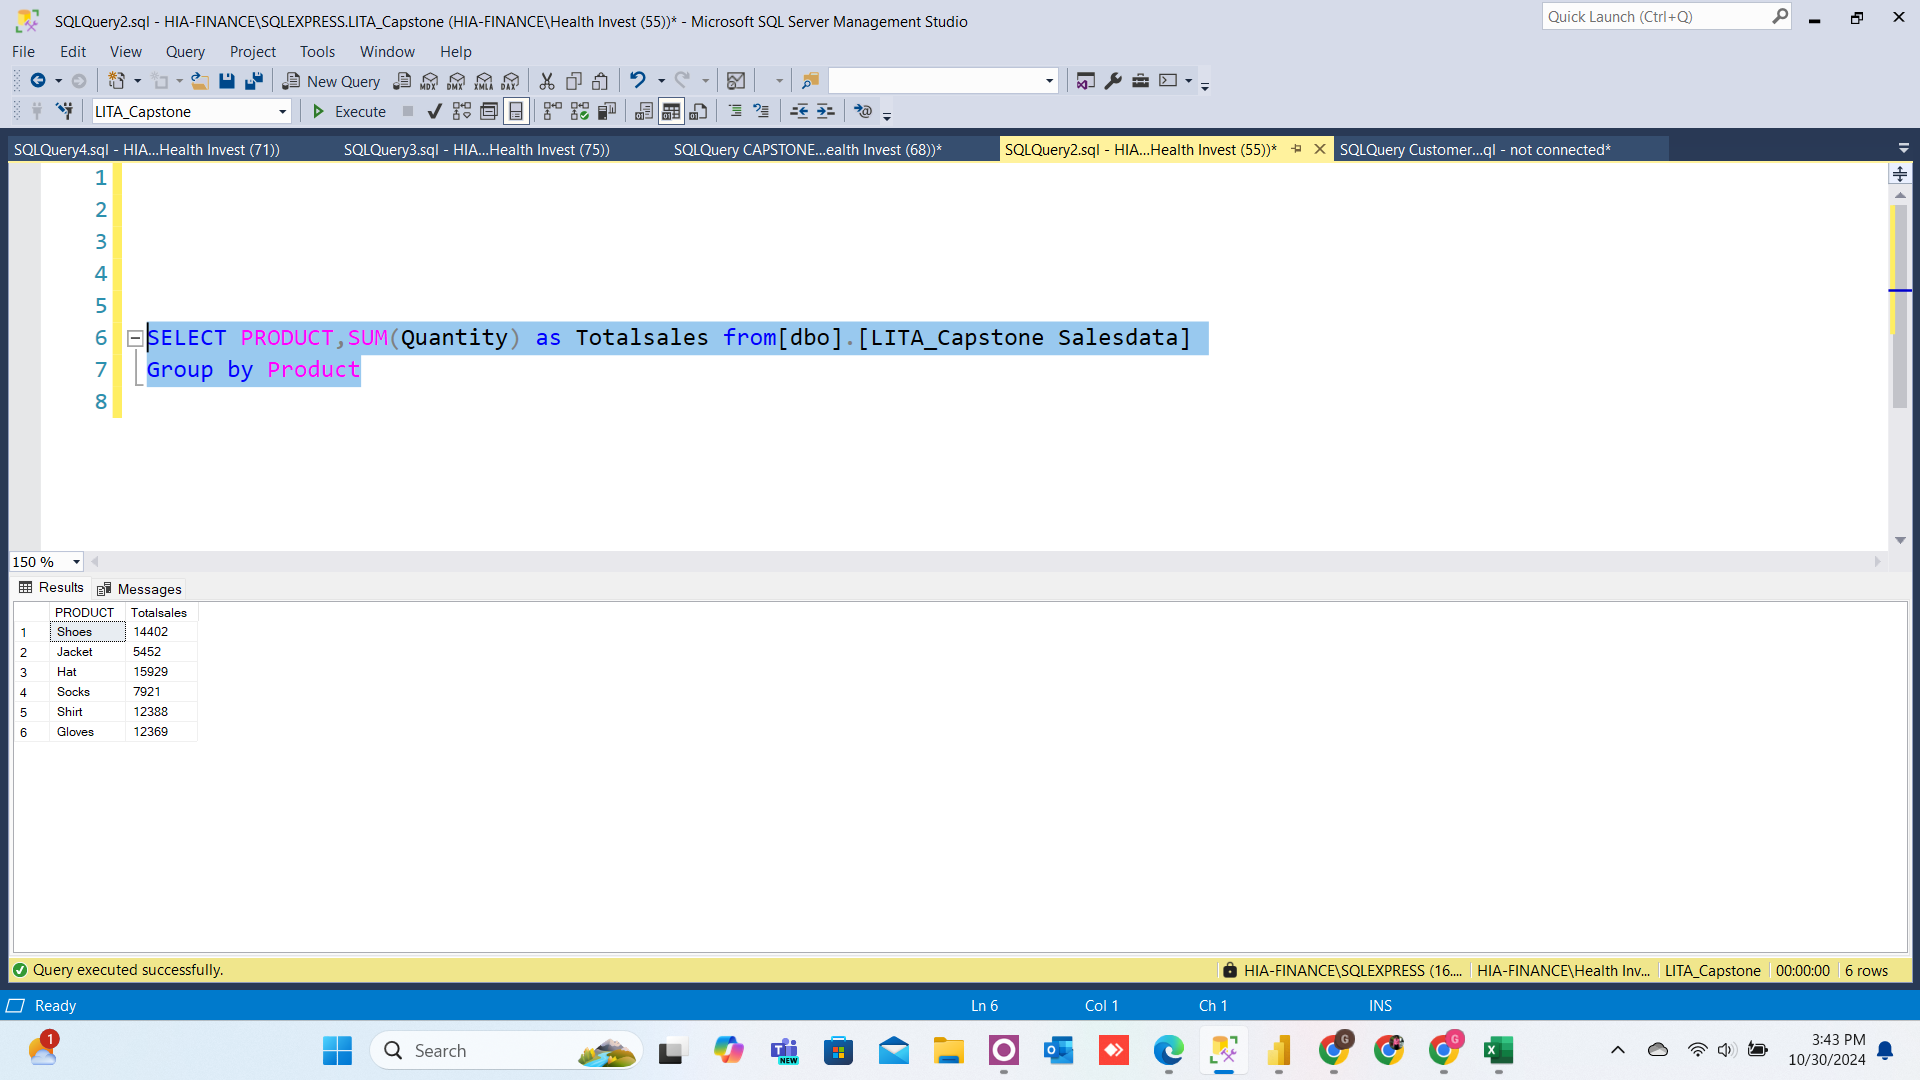 SQLQuery2.sql - HIA-FINANCE\SQLEXPRESS.LITA_Capstone (HIA-FINANCE\Health Invest (55))* - Microsoft SQL Server Management Studio
Quick Launch (Ctrl+Q)
File Edit View Query Project Tools Window Help
New Query MDX DMX XMLA DAX
LITA_Capstone Execute
SQLQuery4.sql - HIA...Health Invest (71)) SQLQuery3.sql - HIA...Health Invest (75)) SQLQuery CAPSTONE...ealth Invest (68))* SQLQuery2.sql - HIA...Health Invest (55))* SQLQuery Customer...ql - not connected*
1
2
3
4
5
6 SELECT PRODUCT,SUM(Quantity) as Totalsales from[dbo].[LITA_Capstone Salesdata]
7 Group by Product
8
150 %
Results Messages
PRODUCT Totalsales
1 Shoes 14402
2 Jacket 5452
3 Hat 15929
4 Socks 7921
5 Shirt 12388
6 Gloves 12369
Query executed successfully. HIA-FINANCE\SQLEXPRESS (16.... HIA-FINANCE\Health Inv... LITA_Capstone 00:00:00 6 rows
Ready Ln 6 Col 1 Ch 1 INS
1 Search NEW G G 3:43 PM
10/30/2024